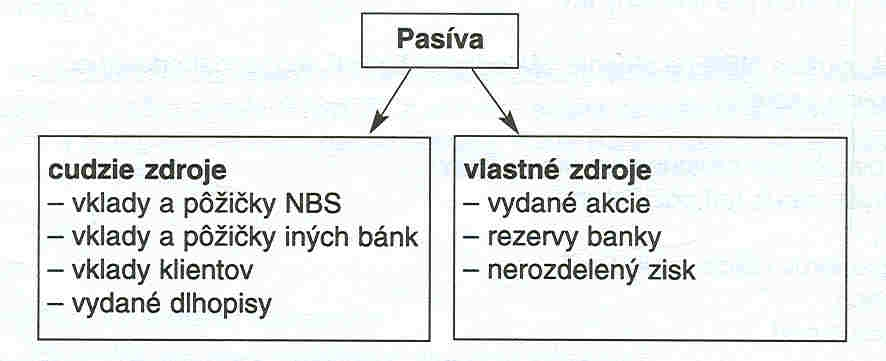 Pasíva
cudzie zdroje
– vklady a pôžičky NBS
– vklady a pôžičky iných bánk
– vklady klientov
– vydané dlhopisy
vlastné zdroje
– vydané akcie
– rezervy banky
– nerozdelený zisk